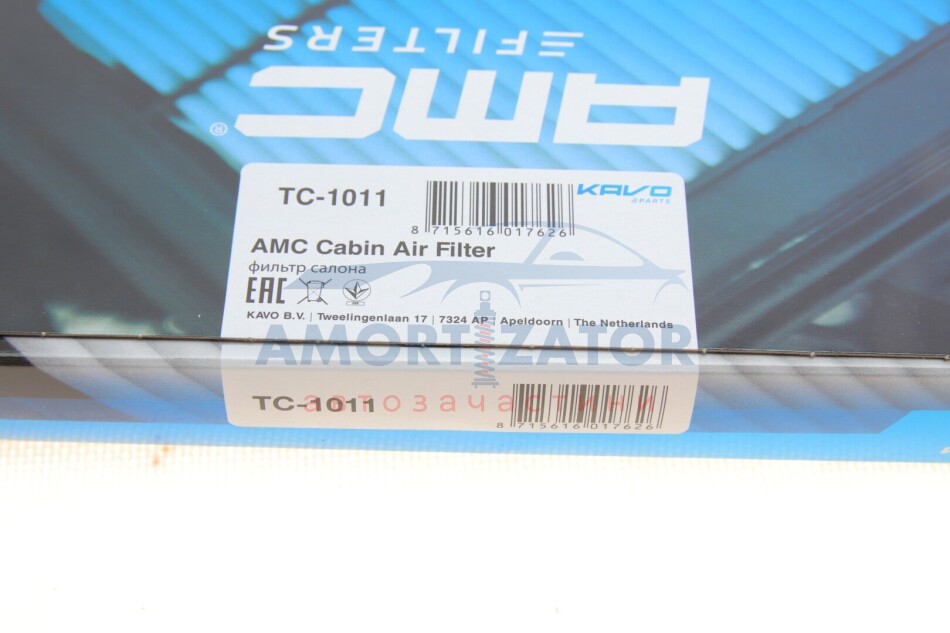 AMC
FILTERS
®
TC-1011
KAVO
PARTS
8 715616 017626
AMC Cabin Air Filter
фильтр салона
EAC
KAVO B.V. | Tweelingenlaan 17 | 7324 AP | Apeldoorn | The Netherlands
AMORTIZATOR
автозачастини
TC-1011
8 715616 017626